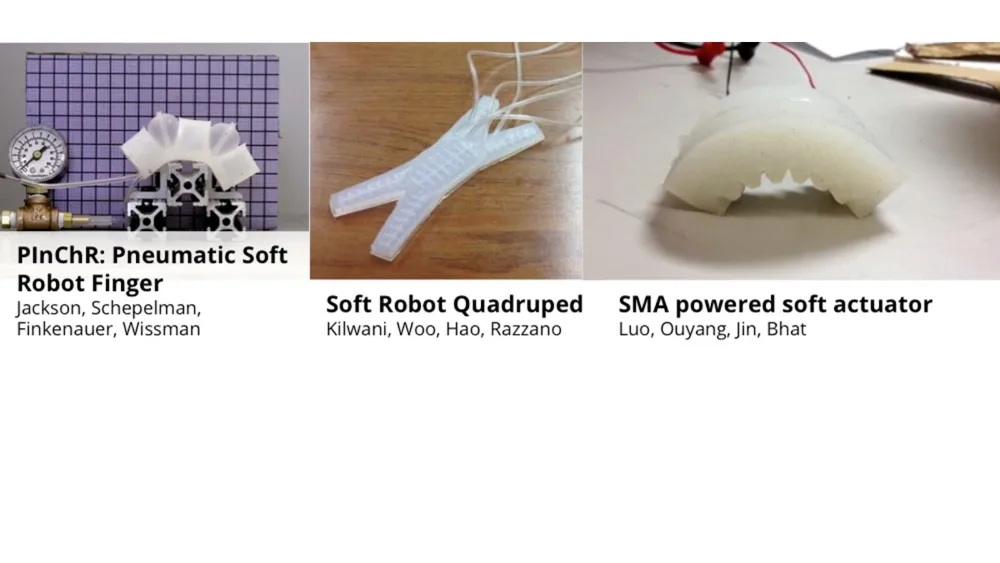 PInChR: Pneumatic Soft
Robot Finger
Jackson, Schepelman,
Finkenauer, Wissman
Soft Robot Quadruped
Kilwani, Woo, Hao, Razzano
SMA powered soft actuator
Luo, Ouyang, Jin, Bhat